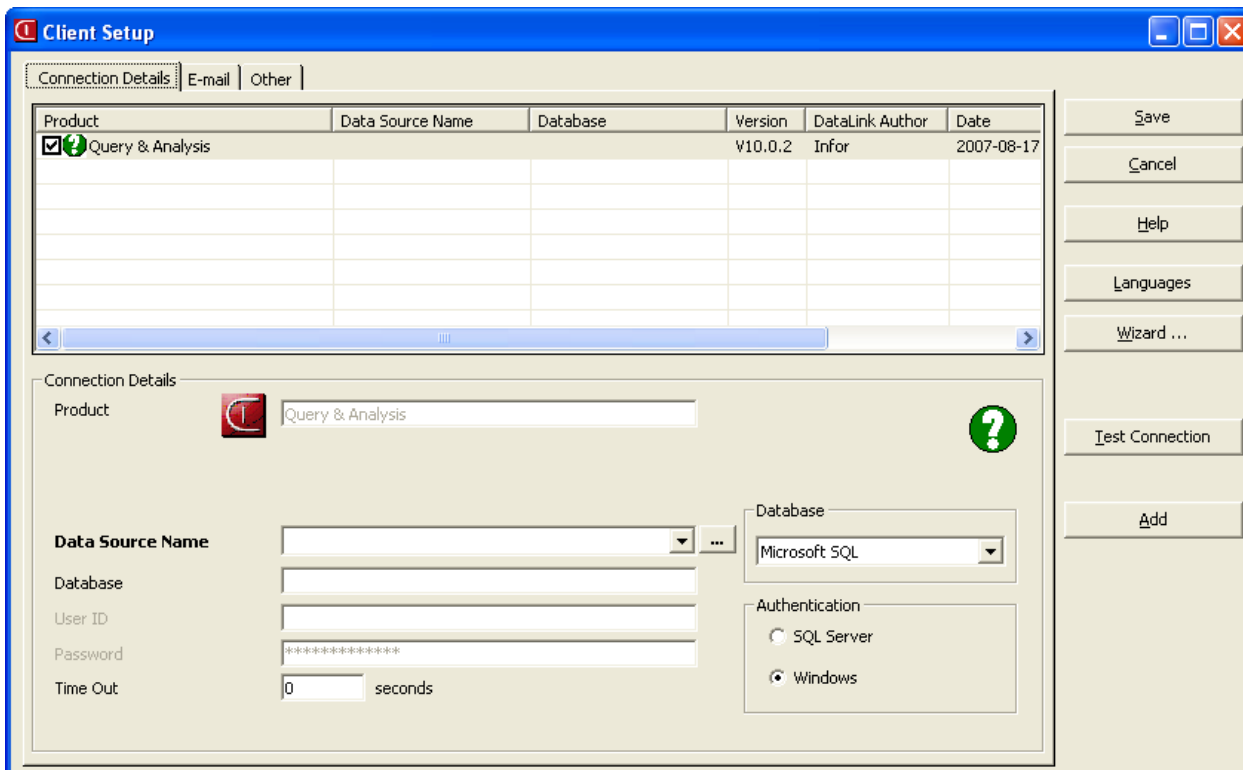 Client Setup
Connection Details E-mail Other
Product Data Source Name Database Version DataLink Author Date
Query & Analysis V10.0.2 Infor 2007-08-17
Save
Cancel
Help
Languages
Wizard ...
Test Connection
Add
Connection Details
Product Query & Analysis
Data Source Name ...
Database
User ID
Password *************
Time Out 0 seconds
Database
Microsoft SQL
Authentication
SQL Server
Windows